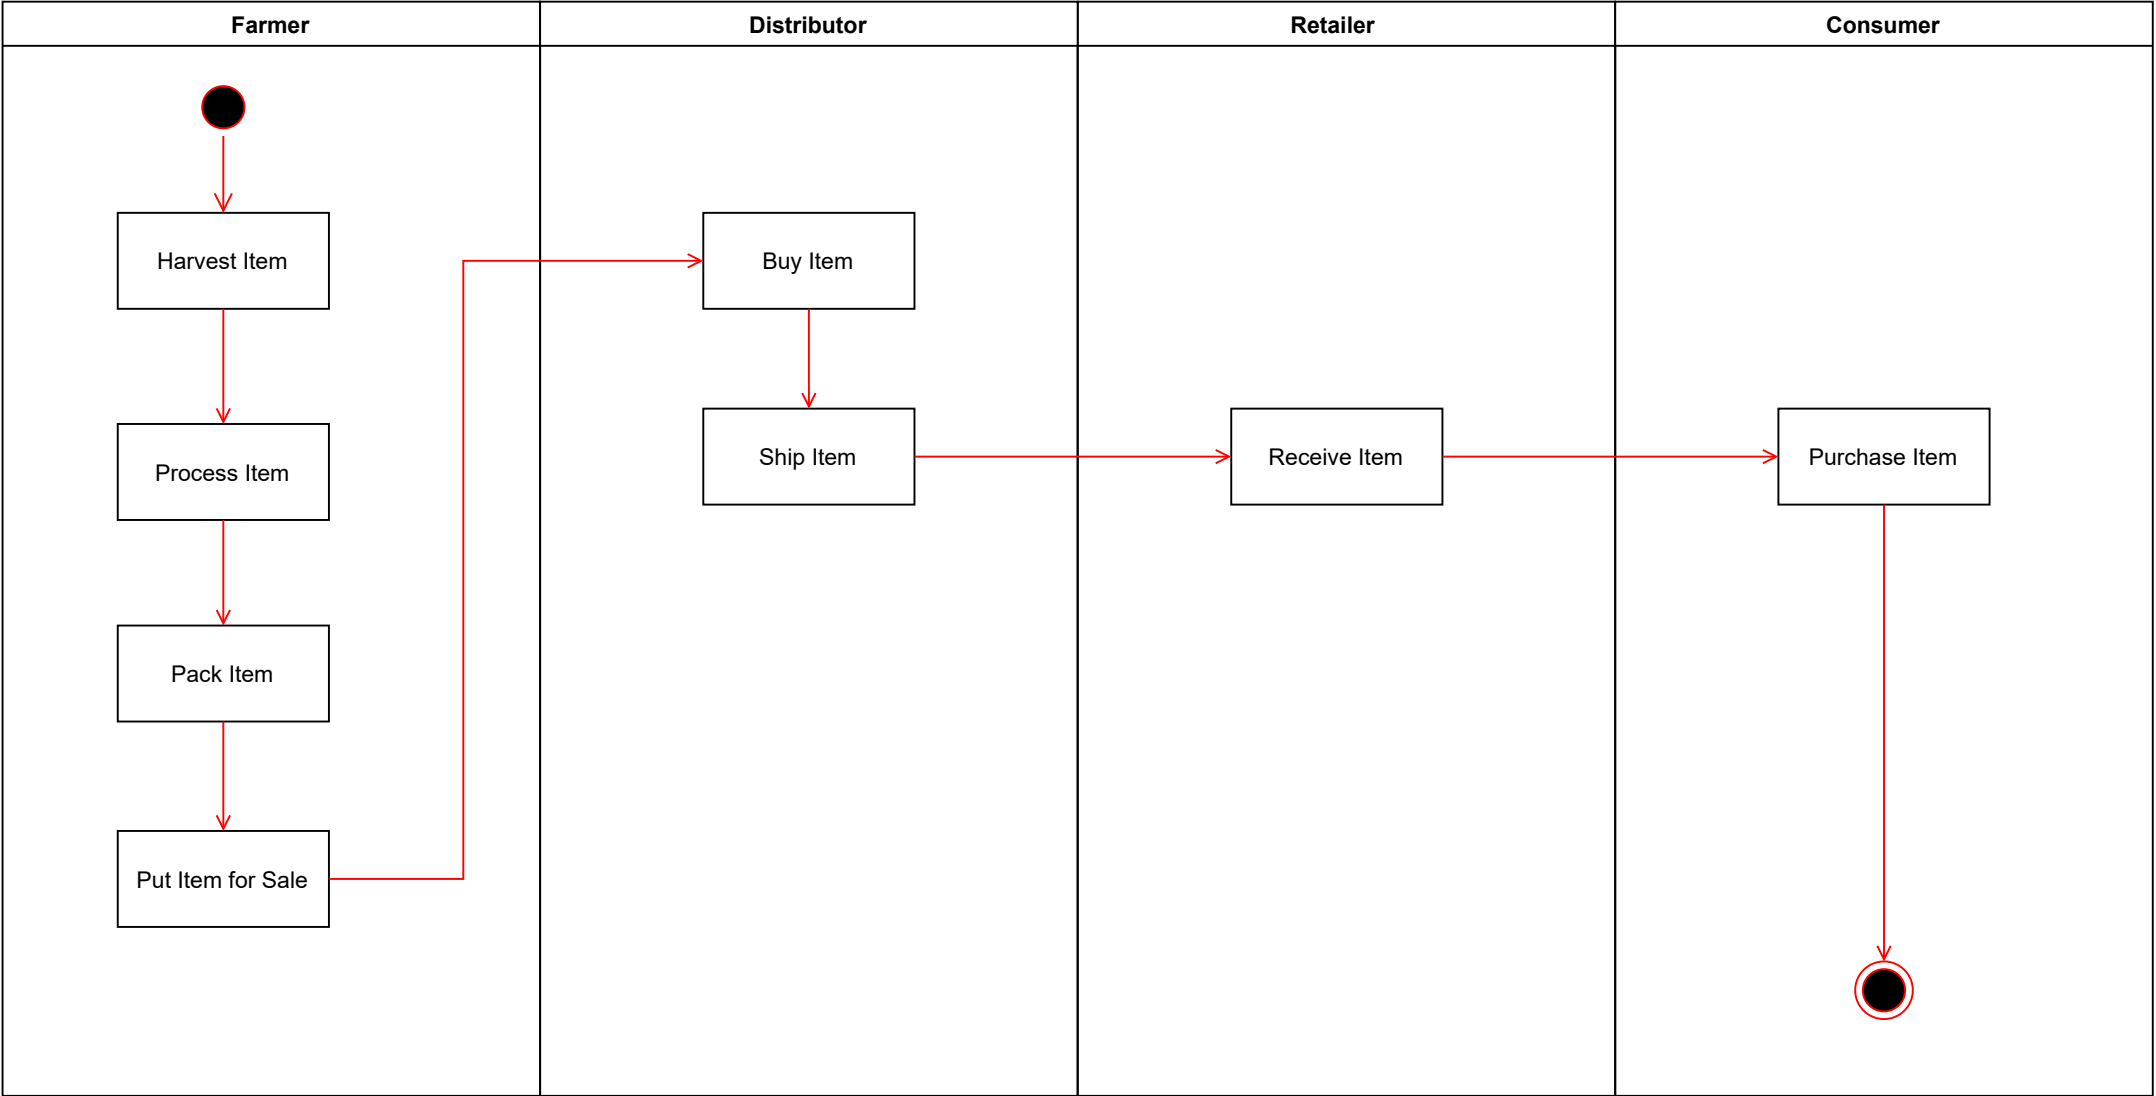 Farmer
Distributor
Retailer
Consumer
Harvest Item
Process Item
Pack Item
Put Item for Sale
Buy Item
Ship Item
Receive Item
Purchase Item